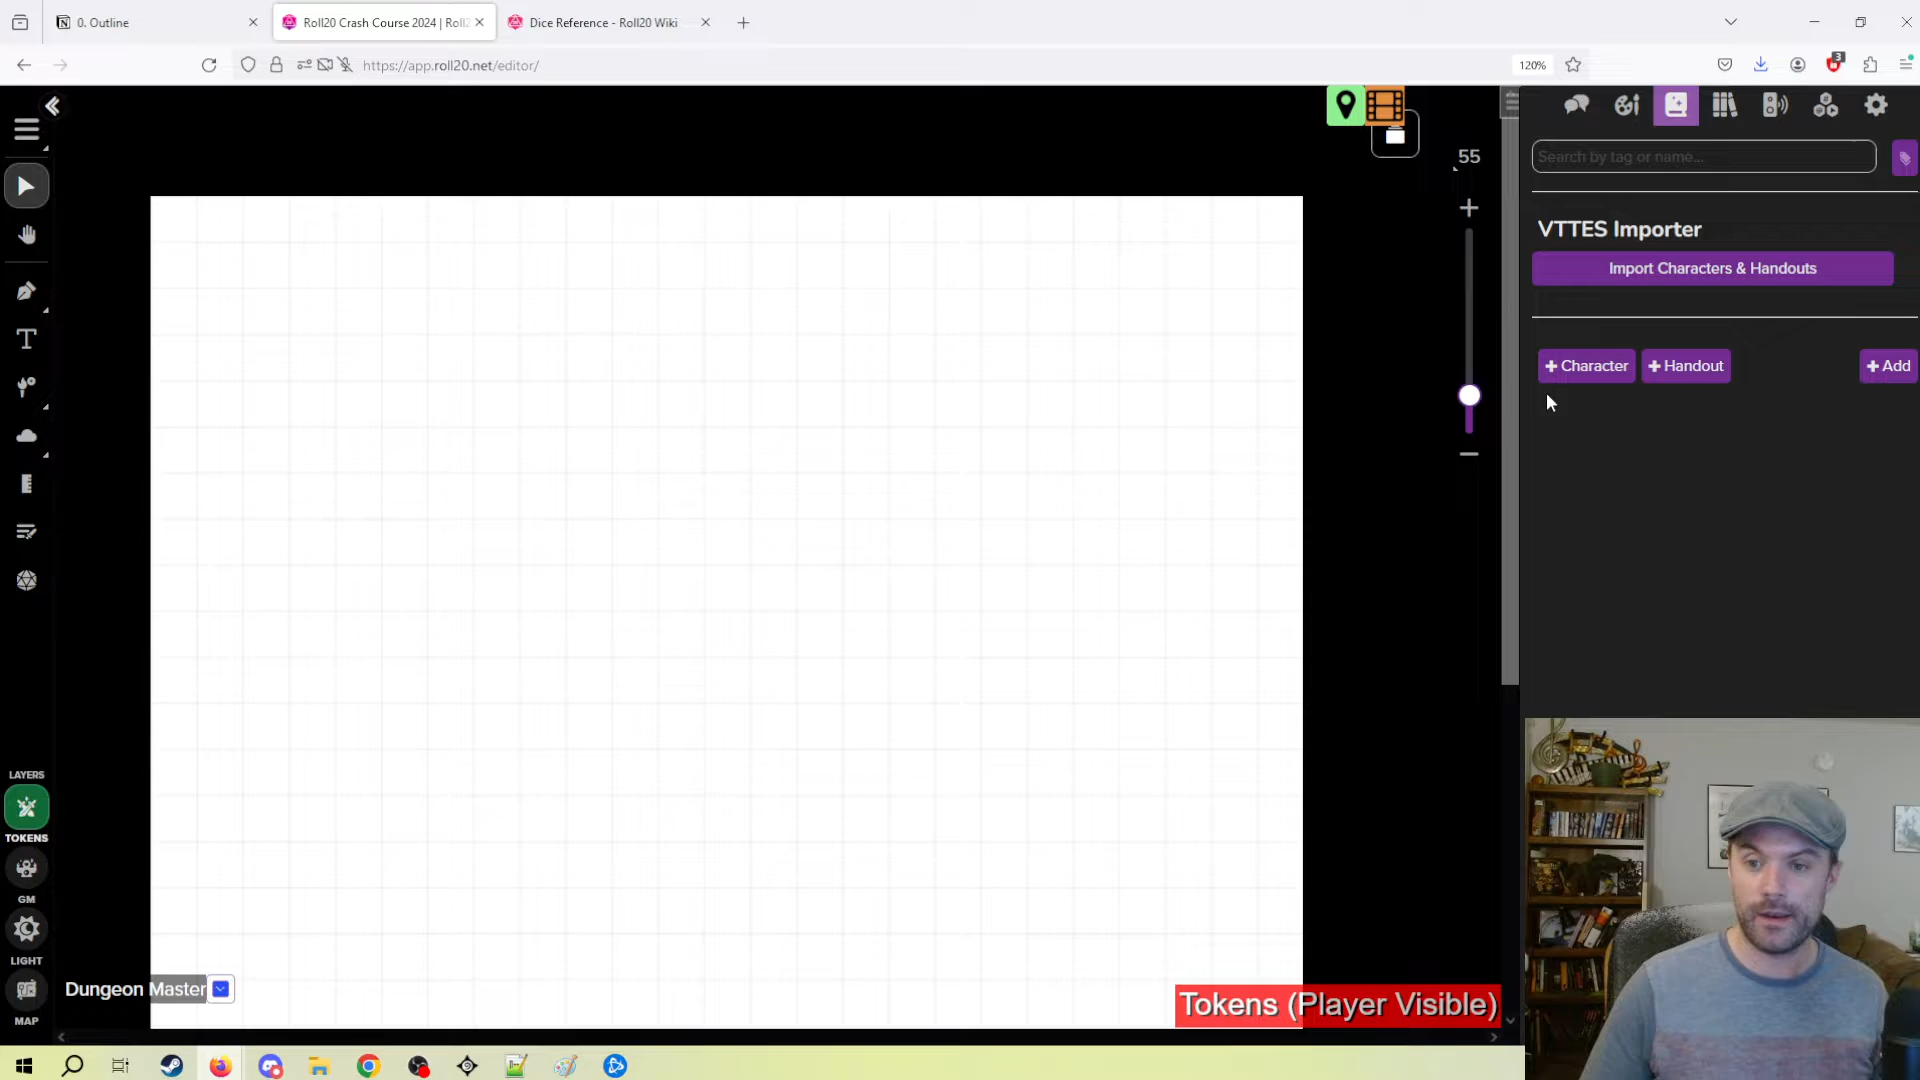 0. Outline
Roll20 Crash Course 2024 | Roll2
Dice Reference - Roll20 Wiki
https://app.roll20.net/editor/
120%
3
55
Search by tag or name...
VTTES Importer
Import Characters & Handouts
+ Character
+ Handout
+ Add
LAYERS
TOKENS
GM
LIGHT
MAP
Dungeon Master
Tokens (Player Visible)